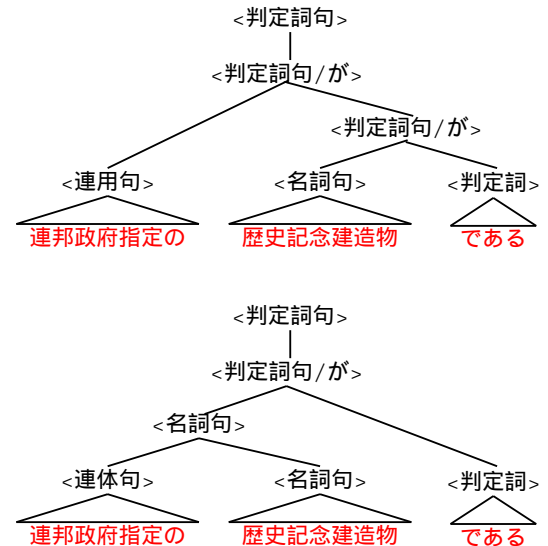 <判定詞句>
<判定詞句/が>
<判定詞句/が>
<連用句> <名詞句> <判定詞>
連邦政府指定の 歴史記念建造物 である
<判定詞句>
<判定詞句/が>
<名詞句>
<連体句> <名詞句> <判定詞>
連邦政府指定の 歴史記念建造物 である